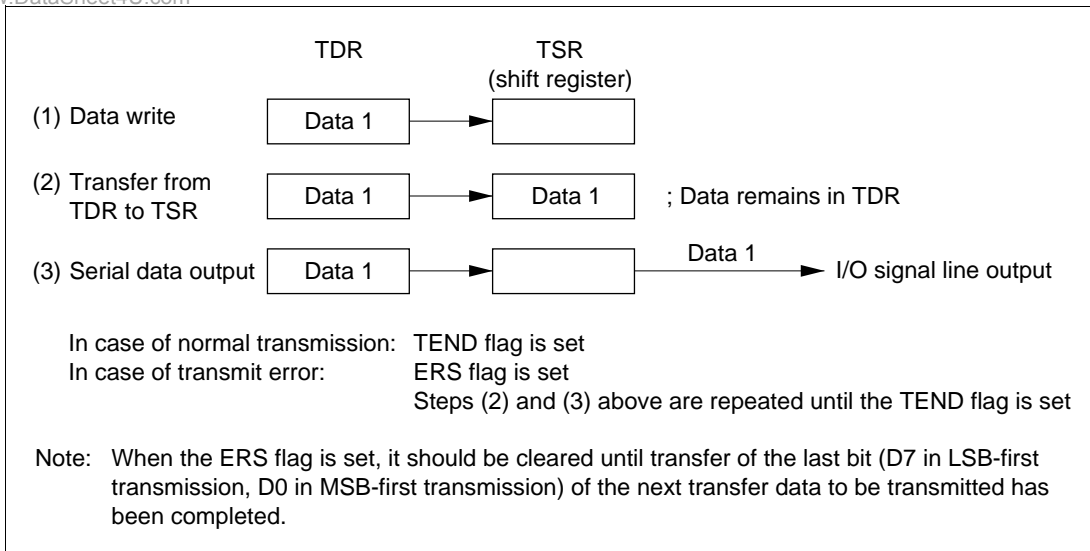 w.DataSheet4U.com
TDR TSR
(shift register)
(1) Data write Data 1
(2) Transfer from
TDR to TSR Data 1 Data 1 ; Data remains in TDR
(3) Serial data output Data 1 Data 1 I/O signal line output
In case of normal transmission: TEND flag is set
In case of transmit error: ERS flag is set
Steps (2) and (3) above are repeated until the TEND flag is set
Note: When the ERS flag is set, it should be cleared until transfer of the last bit (D7 in LSB-first
transmission, D0 in MSB-first transmission) of the next transfer data to be transmitted has
been completed.